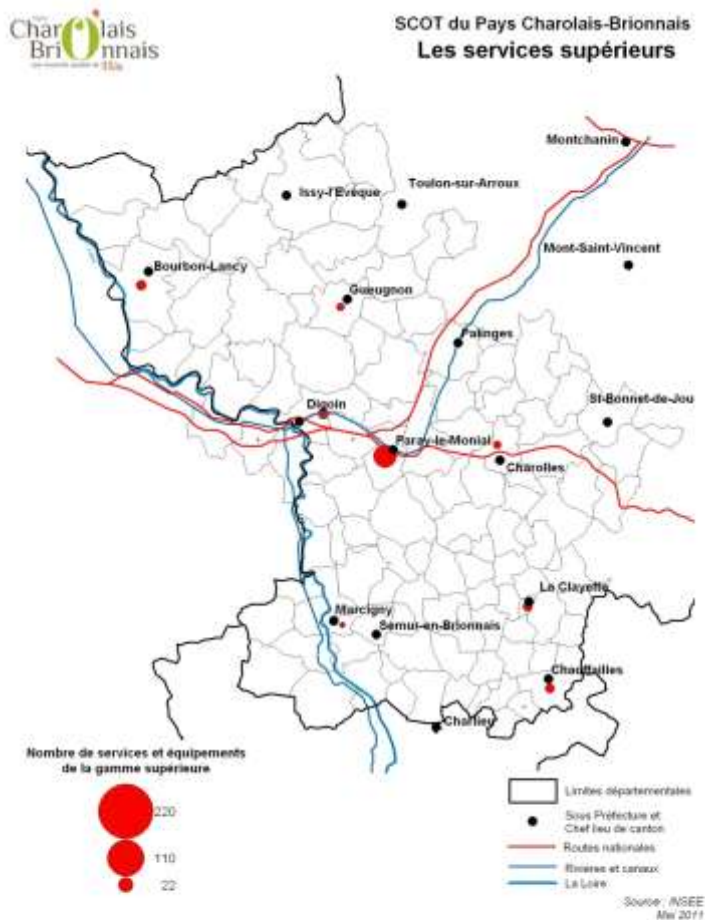 Charolais
Brionnais
SCOT du Pays Charolais-Brionnais
Les services supérieurs
Montchanin
Issy-l'Evêque
Toulon-sur-Arroux
Mont-Saint-Vincent
Bourbon-Lancy
Gueugnon
Palinges
St-Bonnet-de-Jou
Digoin
Paray-le-Monial
Charolles
La Clayette
Marcigny
Semur-en-Brionnais
Chauffailles
Charlieu
Nombre de services et équipements
de la gamme supérieure
220
110
22
Limites départementales
Sous Préfecture et
Chef lieu de canton
Routes nationales
Rivières et canaux
La Loire
Source : INSEE
Mai 2011